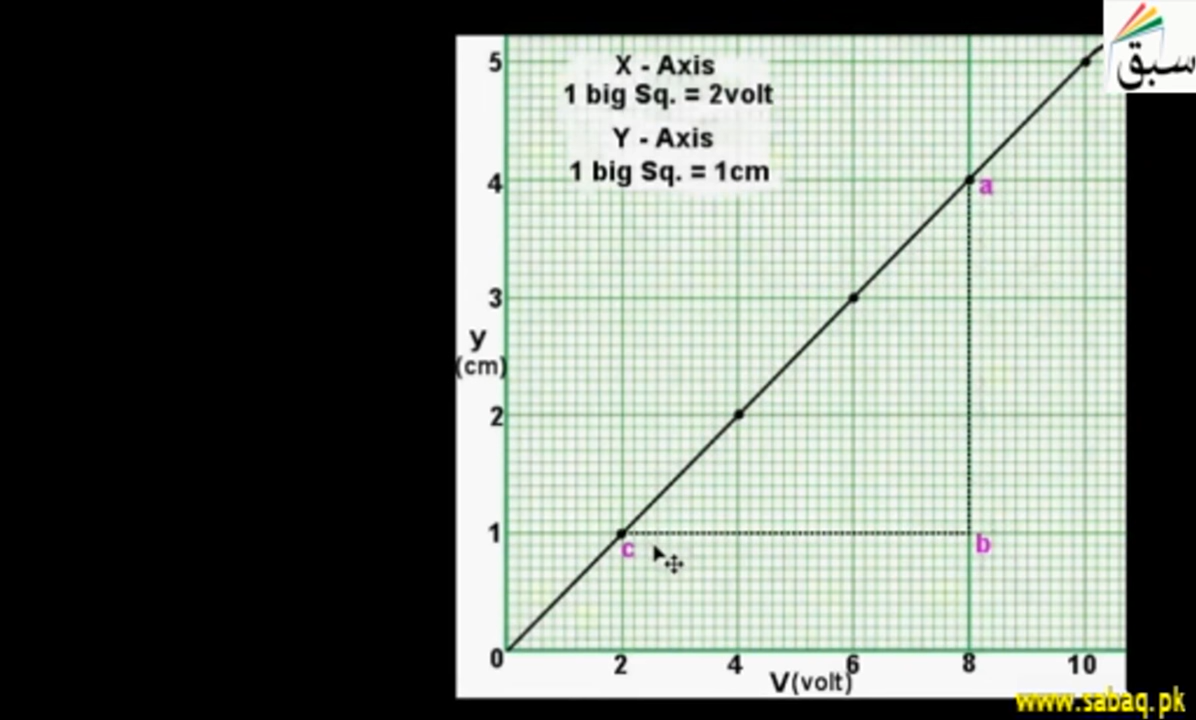 سبق
X - Axis
1 big Sq. = 2volt
Y - Axis
1 big Sq. = 1cm
5
4
3
y
(cm)
2
1
0
a
b
c
2 4 6 8 10
V(volt)
www.sabaq.pk